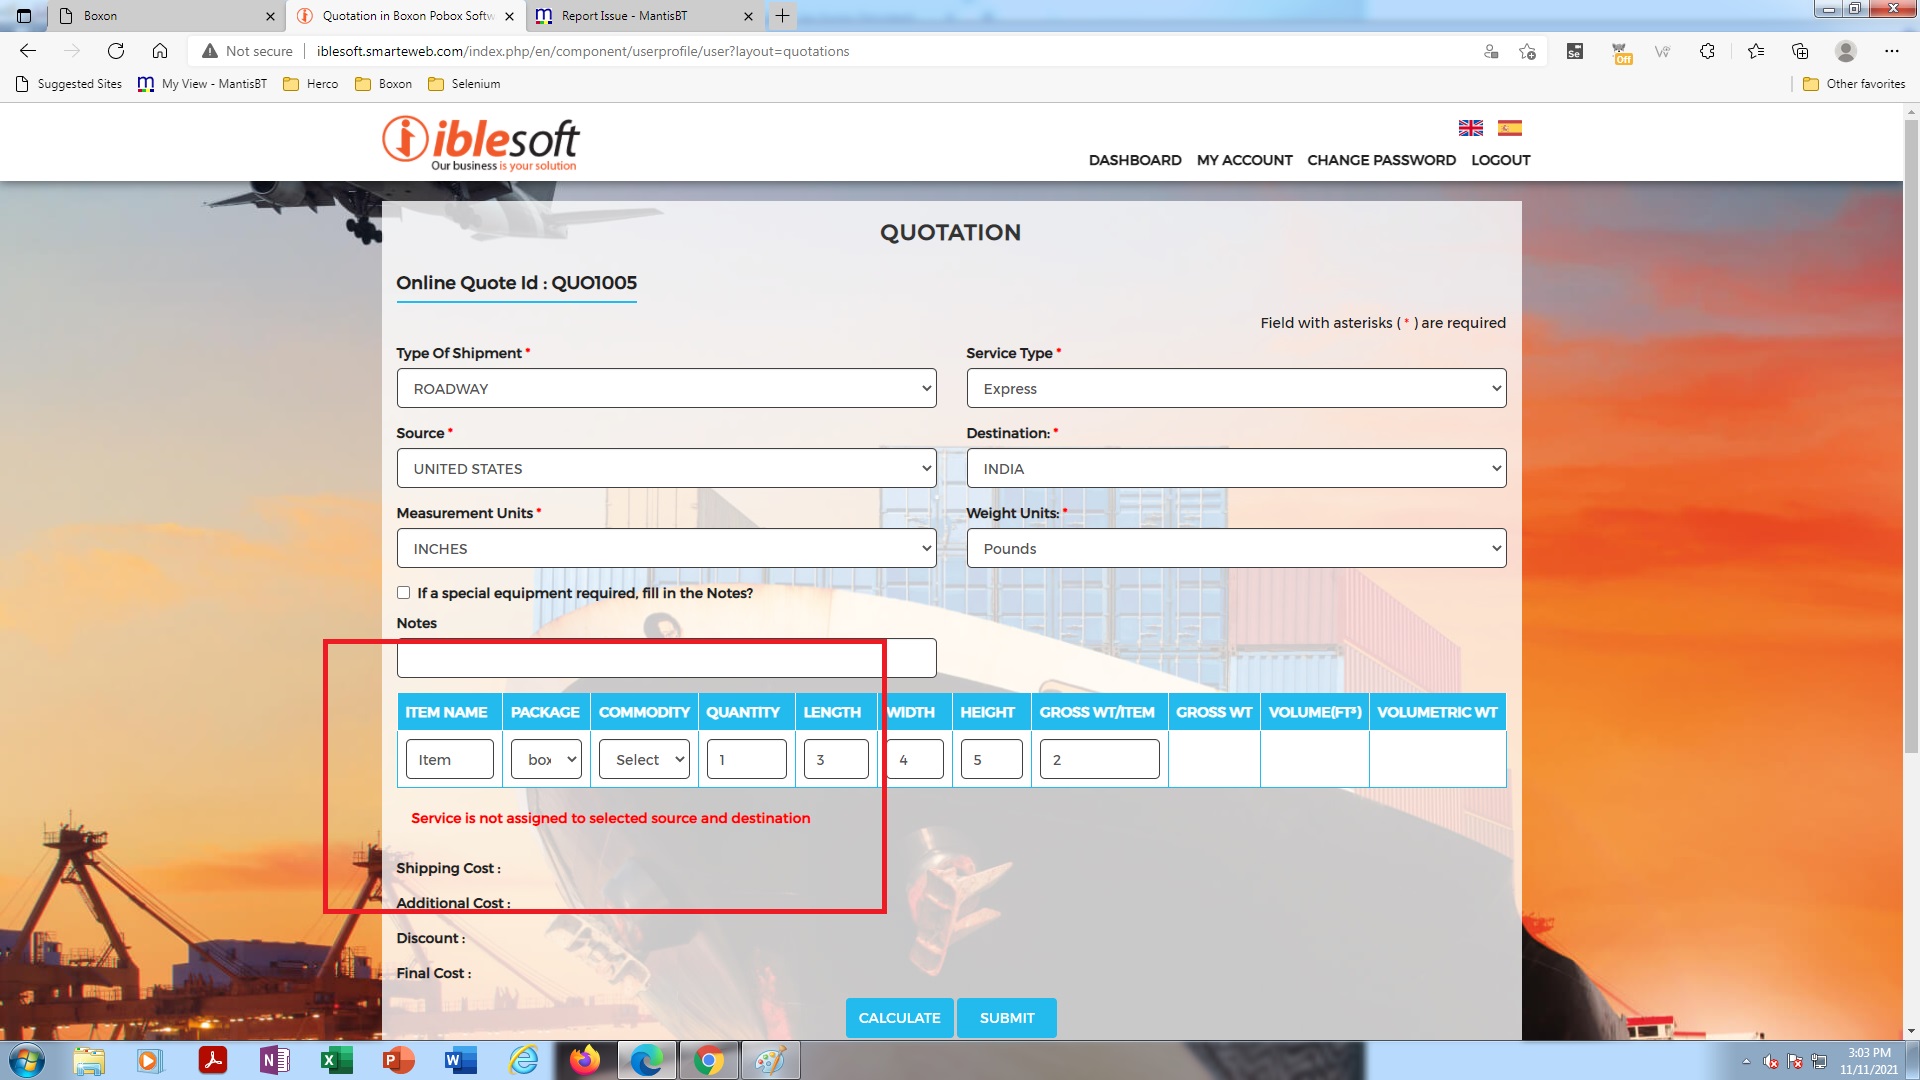 Boxon
Quotation in Boxon Pobox Softw
Report Issue - MantisBT
Not secure
iblesoft.smarteweb.com/index.php/en/component/userprofile/user?layout=quotations
Se
Off
Suggested Sites
My View - MantisBT
Herco
Boxon
Selenium
Other favorites
iblesoft
Our business is your solution
DASHBOARD MY ACCOUNT CHANGE PASSWORD LOGOUT
QUOTATION
Online Quote Id : QUO1005
Field with asterisks ( * ) are required
Type Of Shipment *
Service Type *
ROADWAY
Express
Source *
Destination: *
UNITED STATES
INDIA
Measurement Units *
Weight Units: *
INCHES
Pounds
If a special equipment required, fill in the Notes?
Notes
ITEM NAME PACKAGE COMMODITY QUANTITY LENGTH WIDTH HEIGHT GROSS WT/ITEM GROSS WT VOLUME(FT³) VOLUMETRIC WT
Item box Select 1 3 4 5 2
Service is not assigned to selected source and destination
Shipping Cost :
Additional Cost :
Discount :
Final Cost :
CALCULATE SUBMIT
3:03 PM
11/11/2021